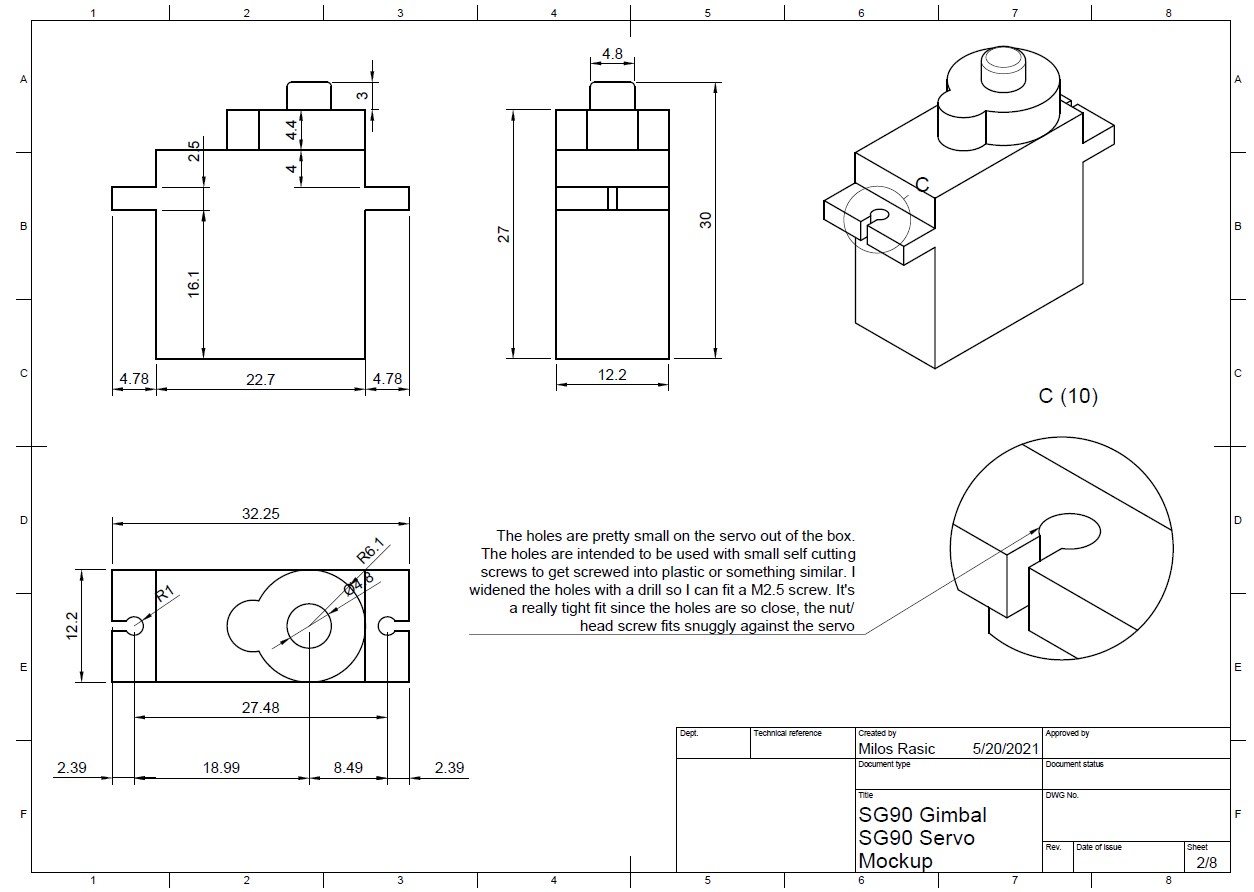 1 2 3 4 5 6 7 8
A A
B B
C C
D D
E E
F F
3
4.4
2.5
4
16.1
4.78 22.7 4.78
4.8
27
30
12.2
C
C (10)
32.25
R6.1
Ø4.8
R1
12.2
27.48
2.39 18.99 8.49 2.39
The holes are pretty small on the servo out of the box.
The holes are intended to be used with small self cutting
screws to get screwed into plastic or something similar. I
widened the holes with a drill so I can fit a M2.5 screw. It's
a really tight fit since the holes are so close, the nut/
head screw fits snuggly against the servo
Dept. Technical reference Created by Approved by
Milos Rasic 5/20/2021
Document type Document status
Title DWG No.
SG90 Gimbal
SG90 Servo
Mockup
Rev. Date of issue Sheet
2/8
1 2 3 4 5 6 7 8